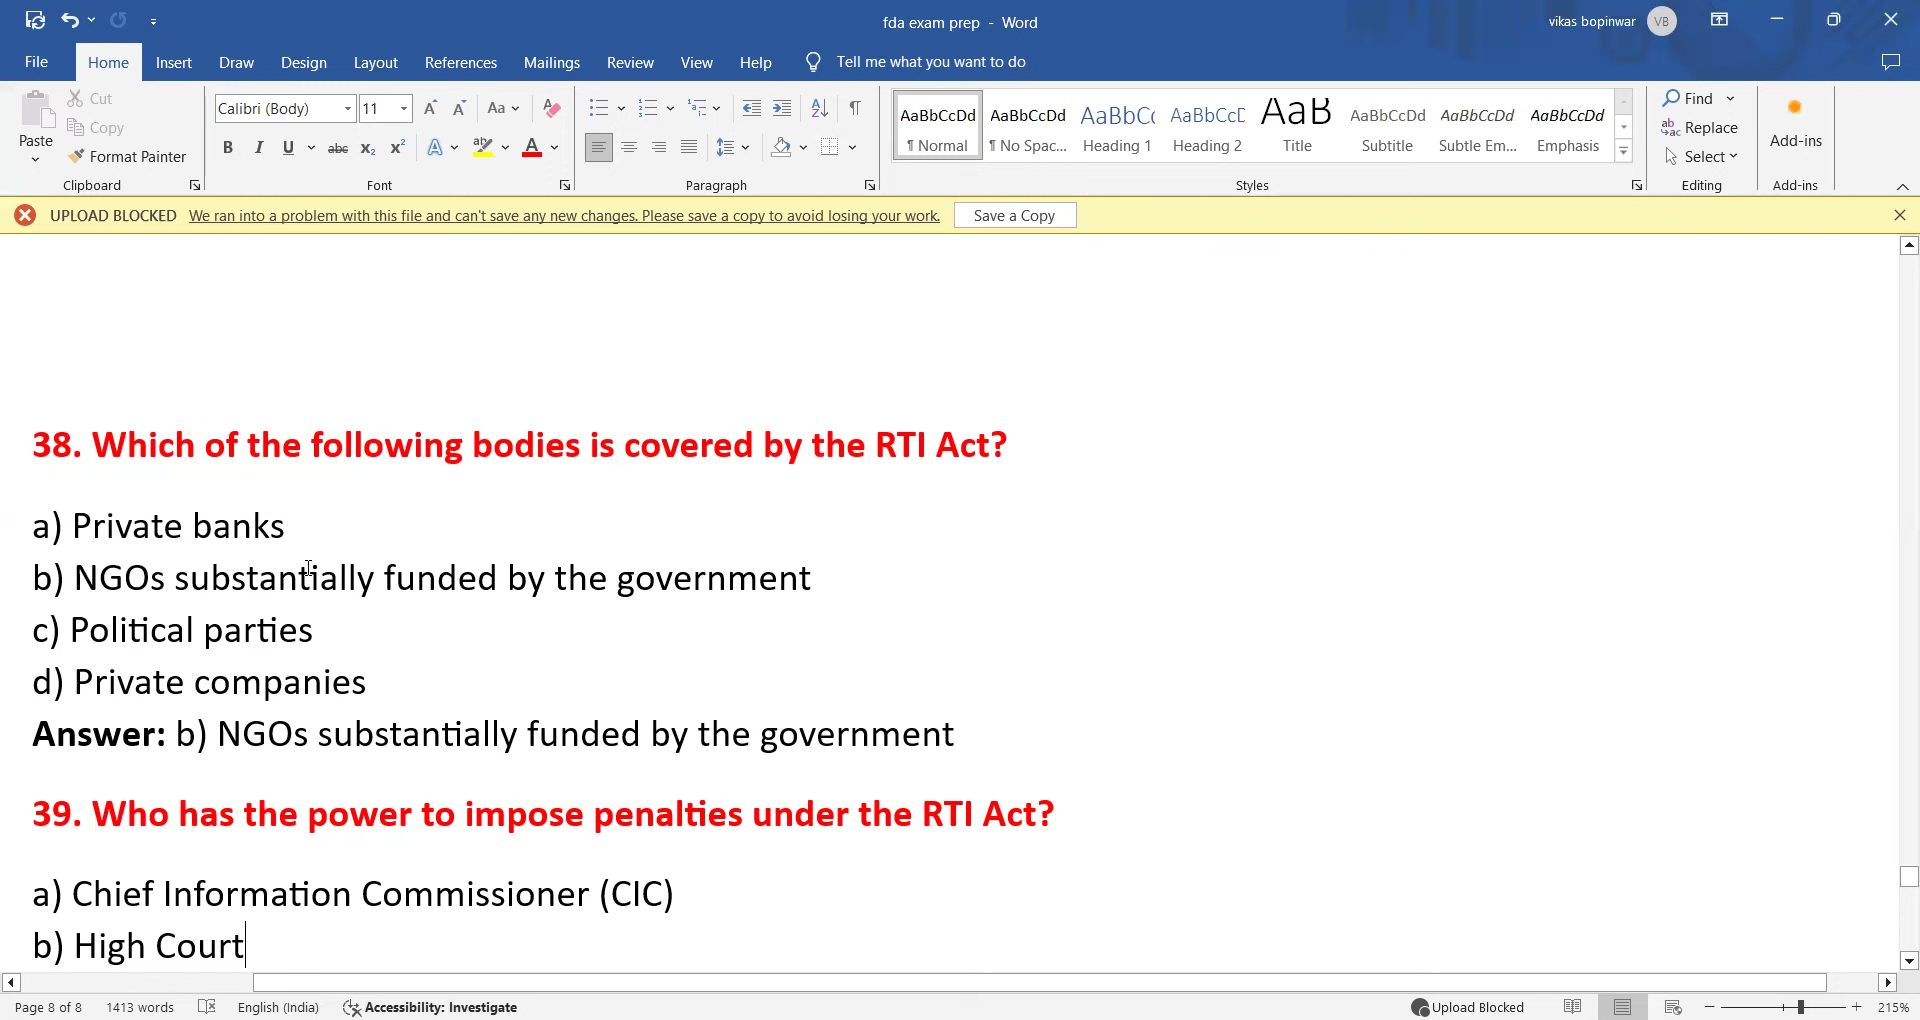 fda exam prep - Word
vikas bopinwar VB
File Home Insert Draw Design Layout References Mailings Review View Help Tell me what you want to do
Paste Cut Copy Format Painter
Clipboard
Calibri (Body) 11 Aa
B I U abc x₂ x² A ab A
Font
Paragraph
AaBbCcDd AaBbCcDd AaBbCc AaBbCcE AaB AaBbCcDd AaBbCcDd AaBbCcDd
¶ Normal ¶ No Spac... Heading 1 Heading 2 Title Subtitle Subtle Em... Emphasis
Styles
Find
Replace
Select
Editing
Add-ins
Add-ins
UPLOAD BLOCKED We ran into a problem with this file and can't save any new changes. Please save a copy to avoid losing your work. Save a Copy
38. Which of the following bodies is covered by the RTI Act?
a) Private banks
b) NGOs substantially funded by the government
c) Political parties
d) Private companies
Answer: b) NGOs substantially funded by the government
39. Who has the power to impose penalties under the RTI Act?
a) Chief Information Commissioner (CIC)
b) High Court
Page 8 of 8 1413 words English (India) Accessibility: Investigate Upload Blocked 215%